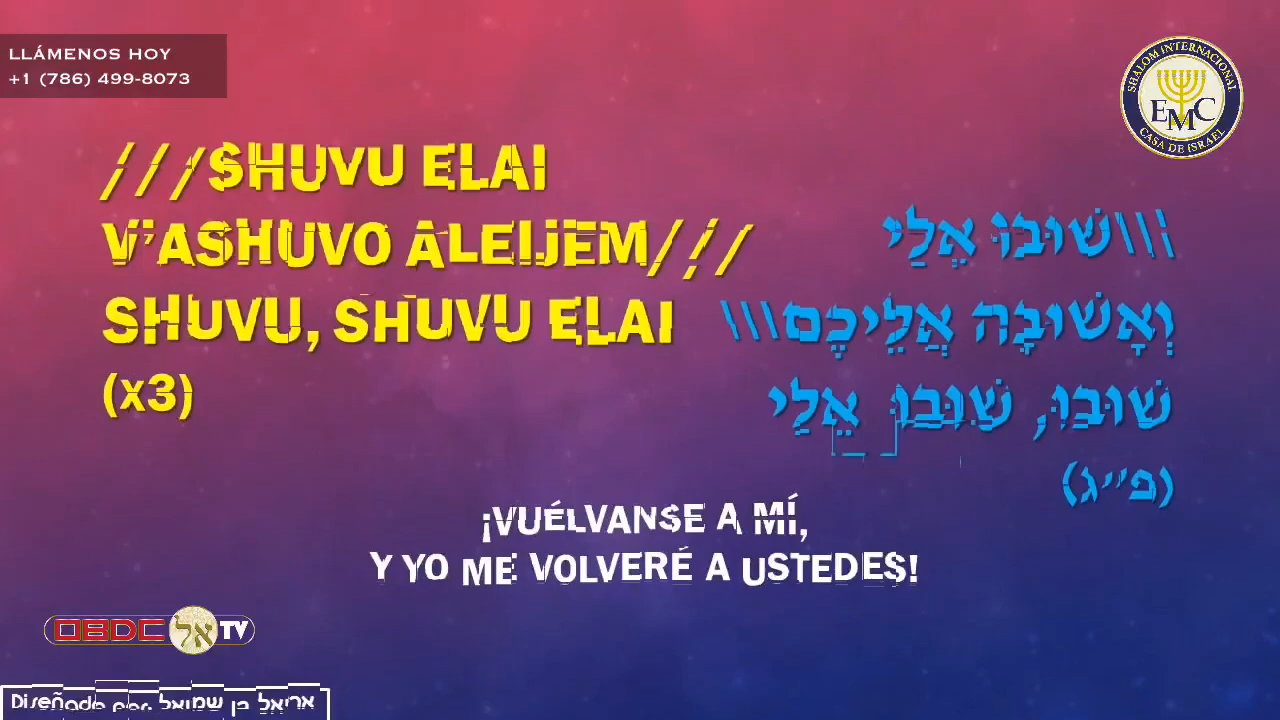 LLÁMENOS HOY
+1 (786) 499-8073
SHALOM INTERNACIONAL
EMC
CASA DE ISRAEL
///SHUVU ELAI
V'ASHUVO ALEIJEM///
SHUVU, SHUVU ELAI
(x3)
\\\שׁוּבוּ אֱלַי
וְאָשׁוּבָה אֲלֵיכֶם\\\
שׁוּבוּ, שׁוּבוּ אֱלַי
(פ״ג)
¡VUÉLVANSE A MÍ,
Y YO ME VOLVERÉ A USTEDES!
OBDC אל TV
Diseñado por אריאל בן שמואל